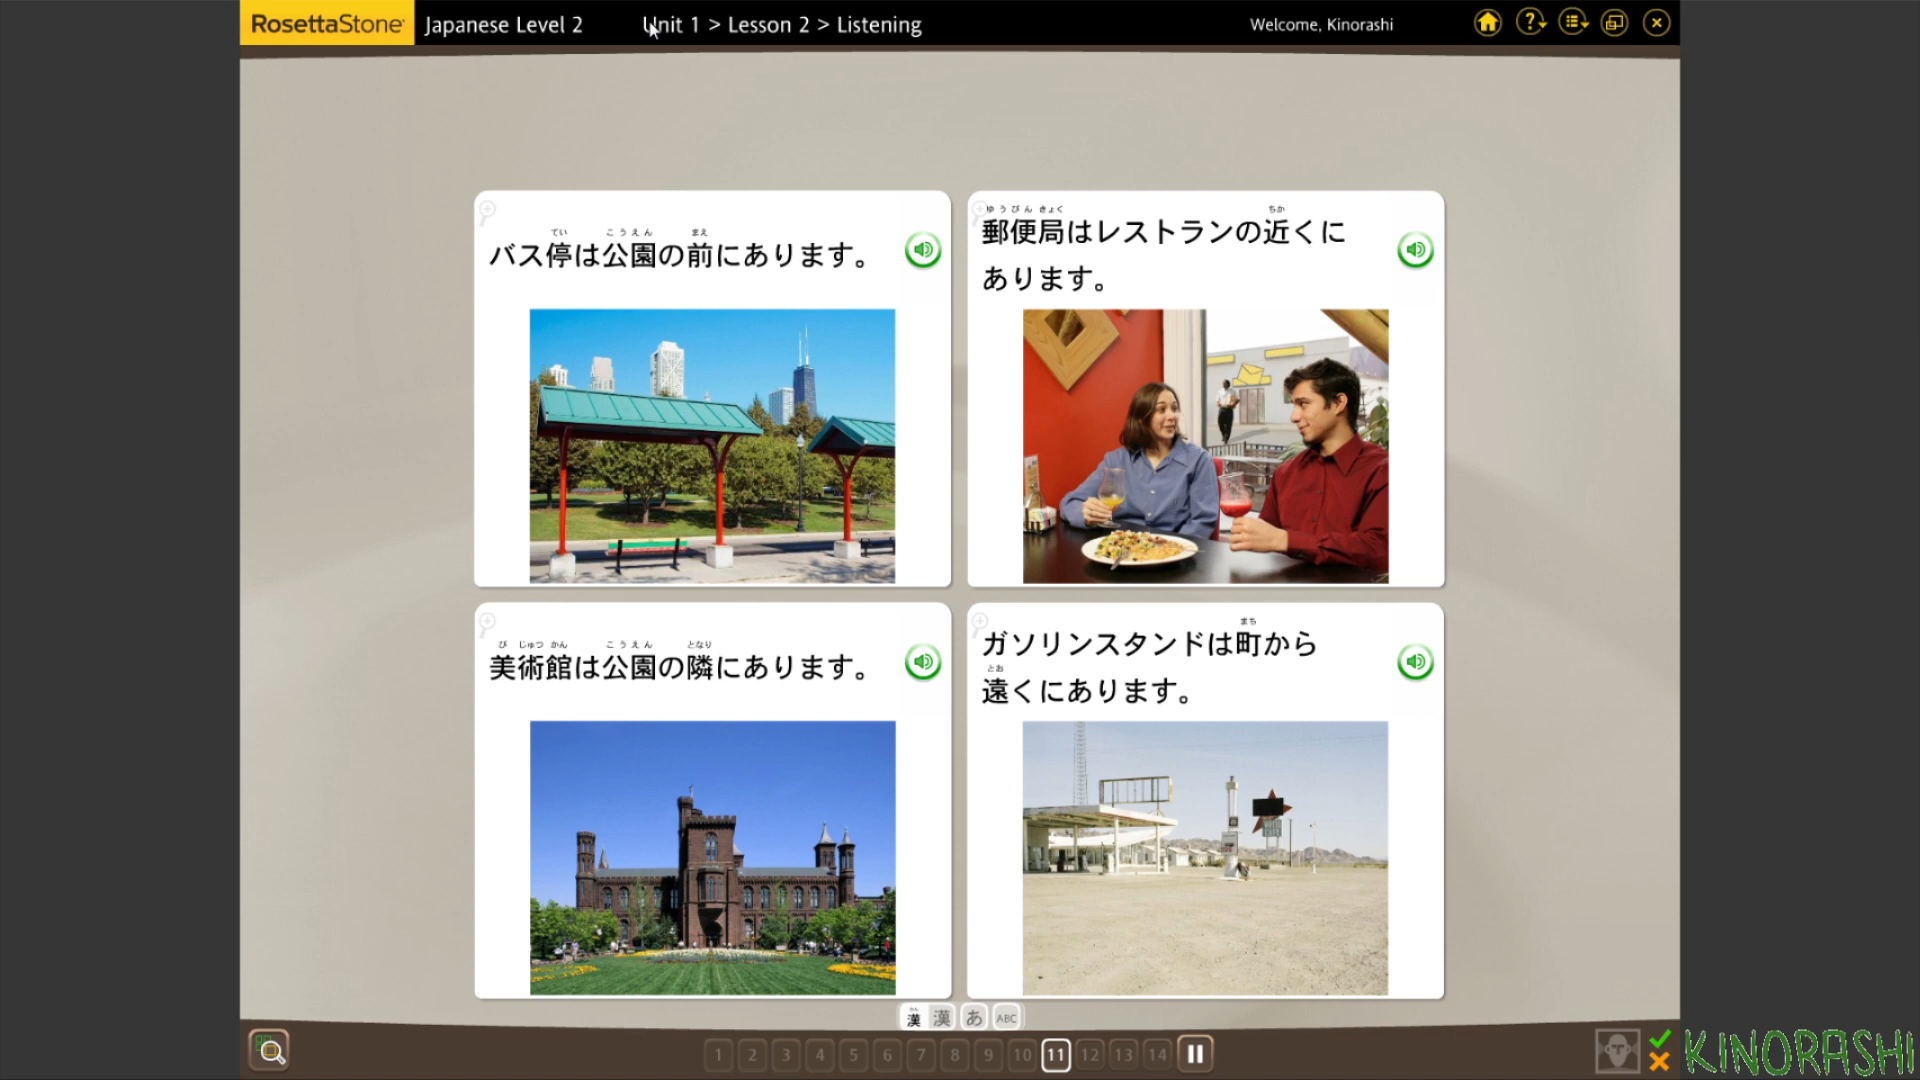 RosettaStone
Japanese Level 2
Unit 1 > Lesson 2 > Listening
Welcome, Kinorashi
てい こうえん まえ
バス停は公園の前にあります。
ゆうびん きょく ちか
郵便局はレストランの近くに
あります。
び じゅつ かん こうえん となり
美術館は公園の隣にあります。
まち
ガソリンスタンドは町から
とお
遠くにあります。
漢 漢 あ ABC
1 2 3 4 5 6 7 8 9 10 11 12 13 14
KINORASHI